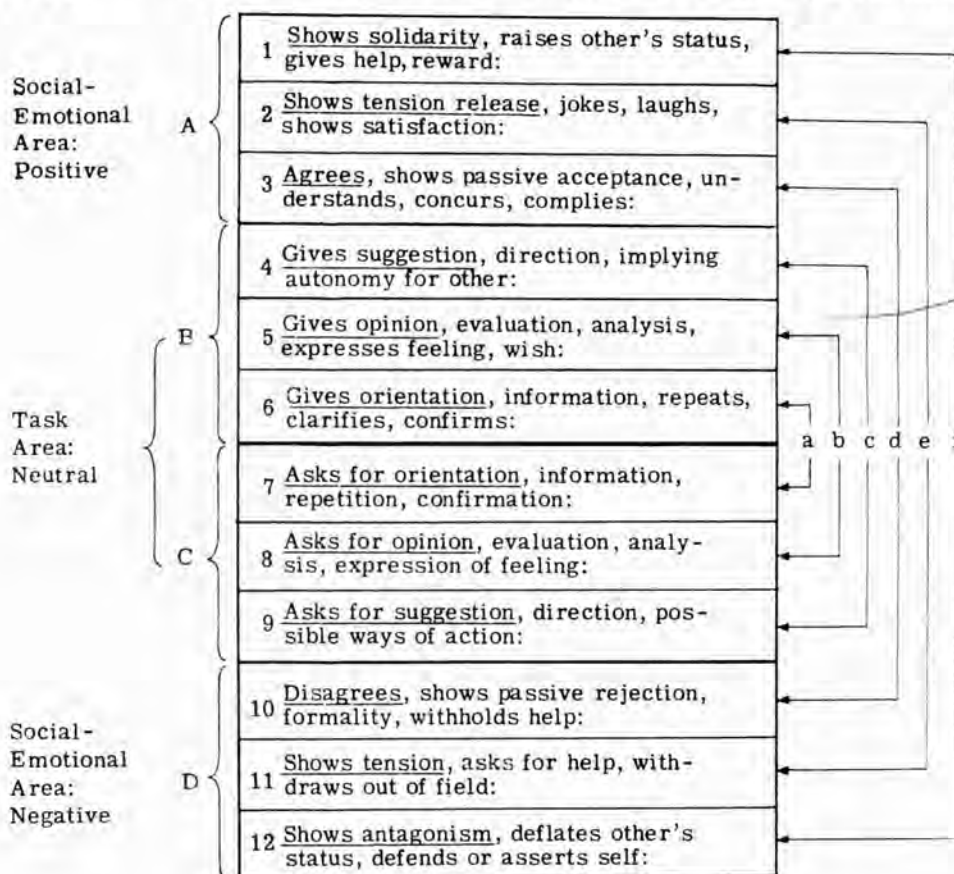 1 Shows solidarity, raises other's status,
gives help, reward:
2 Shows tension release, jokes, laughs,
shows satisfaction:
3 Agrees, shows passive acceptance, un-
derstands, concurs, complies:
Social-
Emotional
Area:
Positive
A
4 Gives suggestion, direction, implying
autonomy for other:
5 Gives opinion, evaluation, analysis,
expresses feeling, wish:
6 Gives orientation, information, repeats,
clarifies, confirms:
B
Task
Area:
Neutral
7 Asks for orientation, information,
repetition, confirmation:
8 Asks for opinion, evaluation, analy-
sis, expression of feeling:
9 Asks for suggestion, direction, pos-
sible ways of action:
C
a b c d e
10 Disagrees, shows passive rejection,
formality, withholds help:
11 Shows tension, asks for help, with-
draws out of field:
12 Shows antagonism, deflates other's
status, defends or asserts self:
Social-
Emotional
Area:
Negative
D